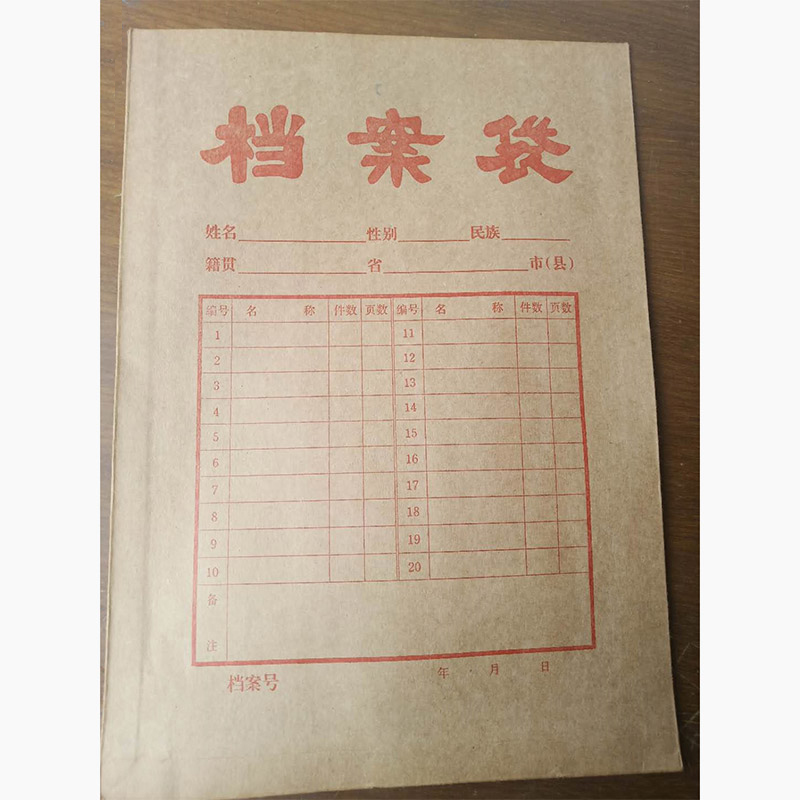 档案袋
姓名 性别 民族
籍贯 省 市(县)
编号 名称 件数 页数 编号 名称 件数 页数
1 11
2 12
3 13
4 14
5 15
6 16
7 17
8 18
9 19
10 20
备注
档案号 年 月 日